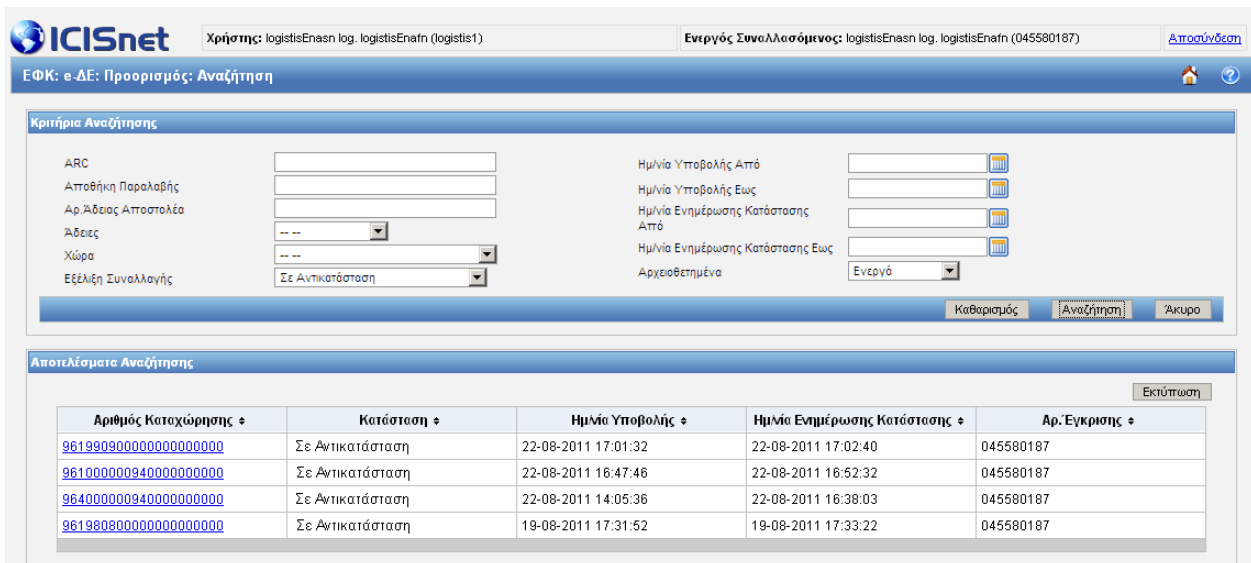 ICISnet Χρήστης: logistisEnasn log. logistisEnafn (logistis1) Ενεργός Συναλλασόμενος: logistisEnasn log. logistisEnafn (045580187) Αποσύνδεση
ΕΦΚ: e-ΔΕ: Προορισμός: Αναζήτηση
Κριτήρια Αναζήτησης
ARC
Αποθήκη Παραλαβής
Αρ.Άδειας Αποστολέα
Άδειες -- --
Χώρα -- --
Εξέλιξη Συναλλαγής Σε Αντικατάσταση
Ημ/νία Υποβολής Από
Ημ/νία Υποβολής Εως
Ημ/νία Ενημέρωσης Κατάστασης
Από
Ημ/νία Ενημέρωσης Κατάστασης Εως
Αρχειοθετημένα Ενεργά
Καθαρισμός Αναζήτηση Άκυρο
Αποτελέσματα Αναζήτησης
Εκτύπωση
Αριθμός Καταχώρησης Κατάσταση Ημ/νία Υποβολής Ημ/νία Ενημέρωσης Κατάστασης Αρ.Έγκρισης
961990900000000000000 Σε Αντικατάσταση 22-08-2011 17:01:32 22-08-2011 17:02:40 045580187
961000000940000000000 Σε Αντικατάσταση 22-08-2011 16:47:46 22-08-2011 16:52:32 045580187
964000000940000000000 Σε Αντικατάσταση 22-08-2011 14:05:36 22-08-2011 16:38:03 045580187
961980800000000000000 Σε Αντικατάσταση 19-08-2011 17:31:52 19-08-2011 17:33:22 045580187